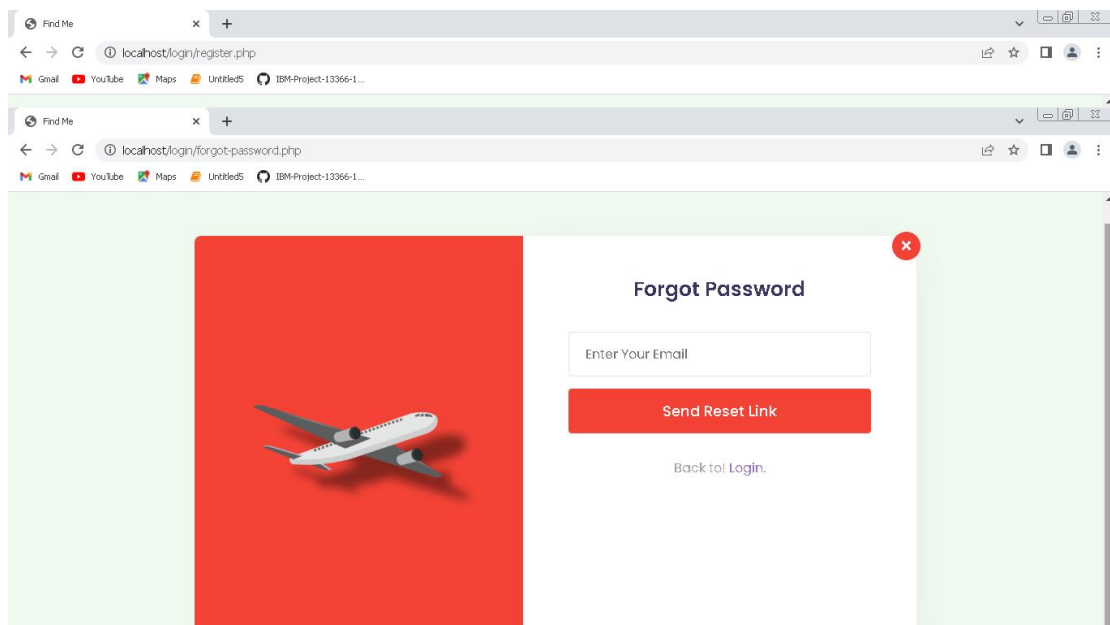 Find Me
localhost/login/register.php
Gmail YouTube Maps Untitled5 IBM-Project-13366-1...
Find Me
localhost/login/forgot-password.php
Gmail YouTube Maps Untitled5 IBM-Project-13366-1...
Forgot Password
Enter Your Email
Send Reset Link
Back to! Login.